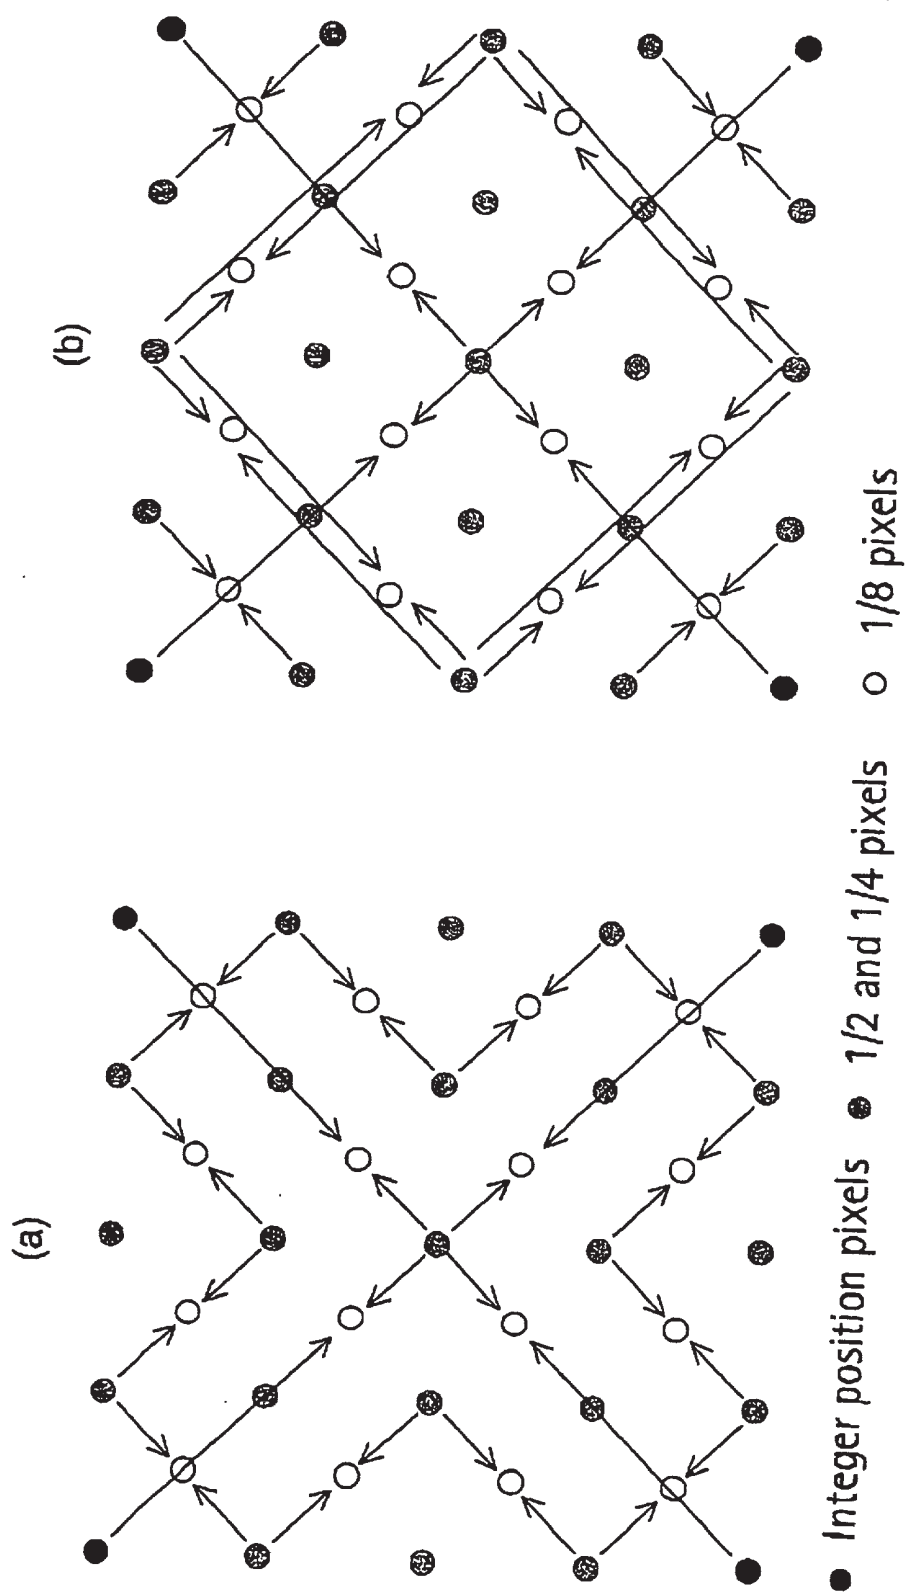 (a)
(b)
Integer position pixels
1/2 and 1/4 pixels
1/8 pixels